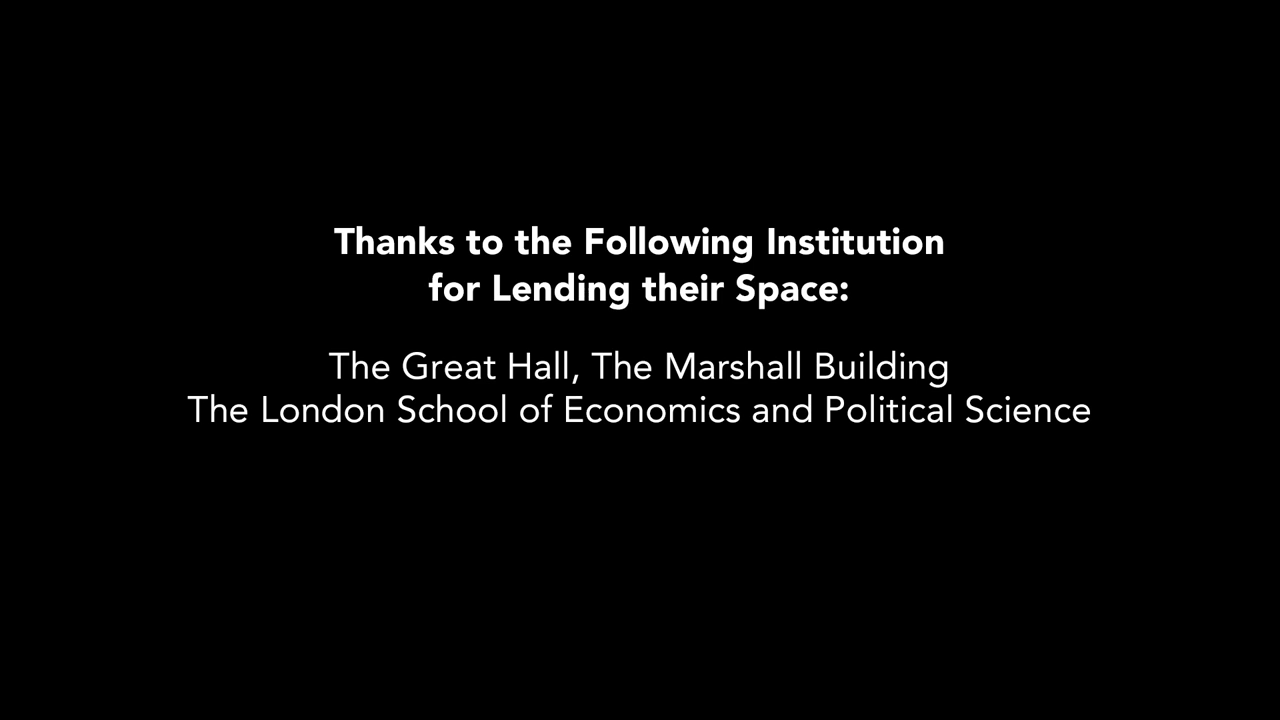 Thanks to the Following Institution
for Lending their Space:
The Great Hall, The Marshall Building
The London School of Economics and Political Science